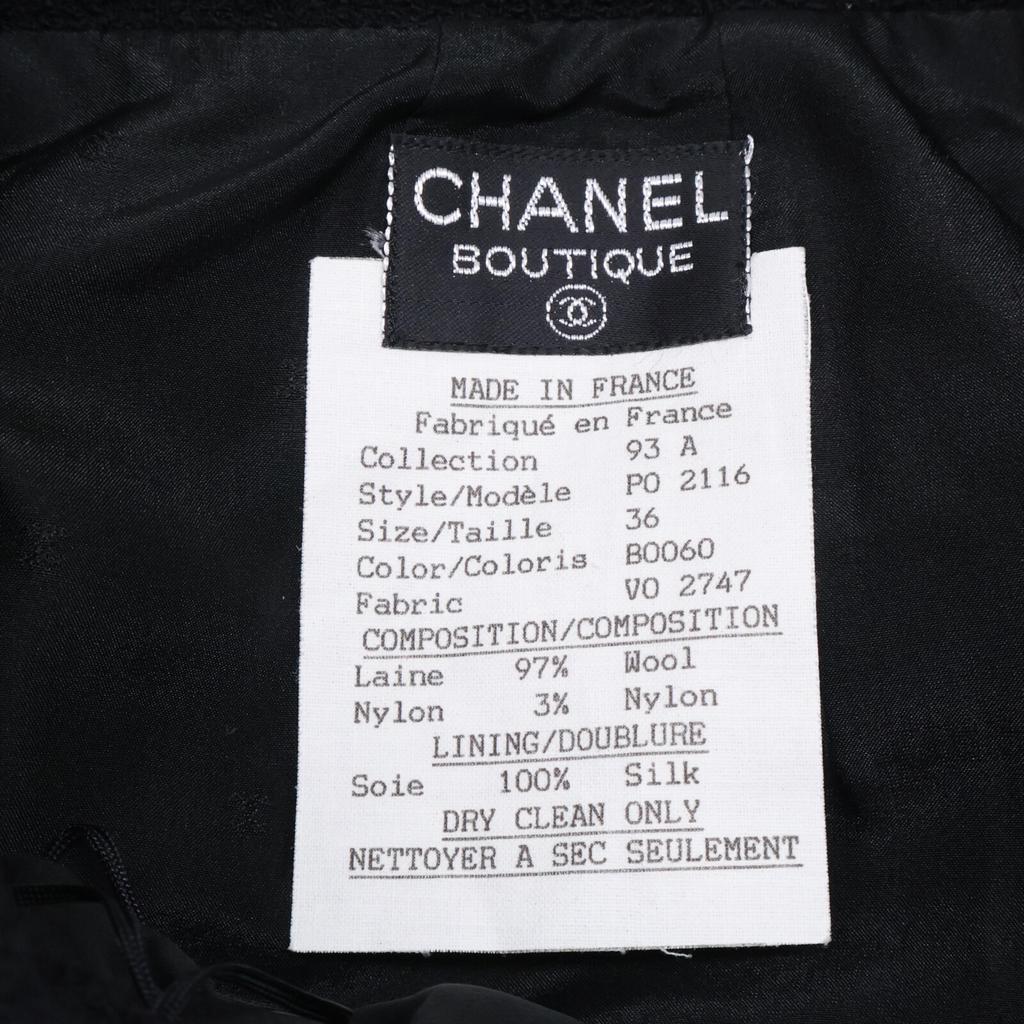 CHANEL
BOUTIQUE
MADE IN FRANCE
Fabriqué en France
Collection 93 A
Style/Modèle PO 2116
Size/Taille 36
Color/Coloris B0060
Fabric VO 2747
COMPOSITION/COMPOSITION
Laine 97% Wool
Nylon 3% Nylon
LINING/DOUBLURE
Soie 100% Silk
DRY CLEAN ONLY
NETTOYER A SEC SEULEMENT